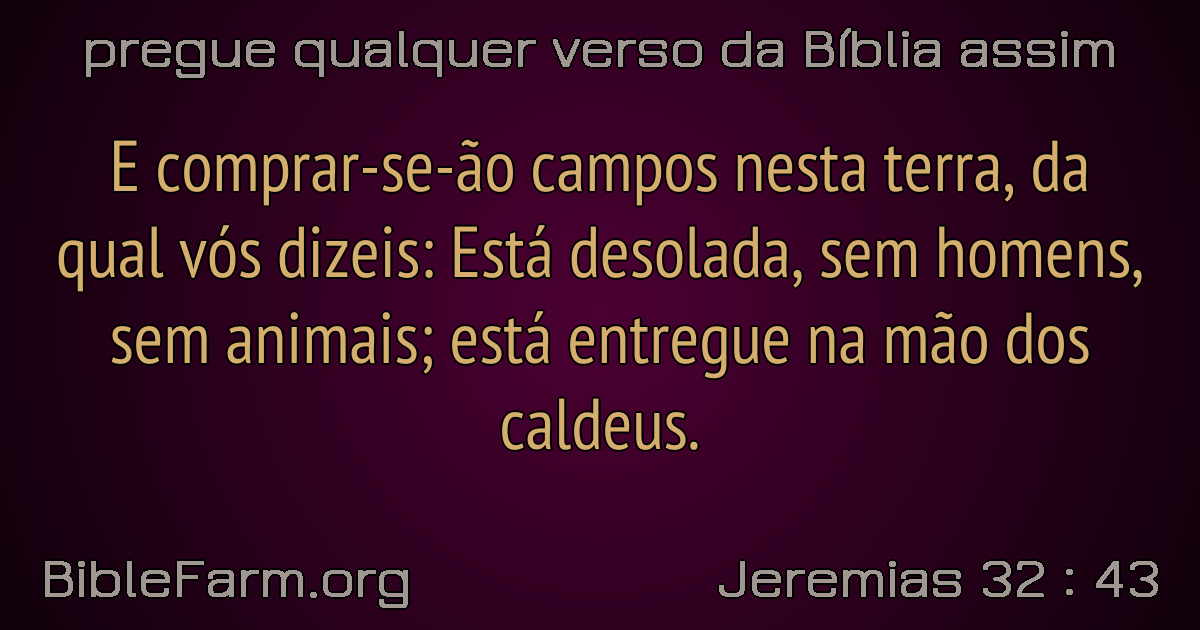 pregue qualquer verso da Bíblia assim
E comprar-se-ão campos nesta terra, da
qual vós dizeis: Está desolada, sem homens,
sem animais; está entregue na mão dos
caldeus.
BibleFarm.org
Jeremias 32 : 43